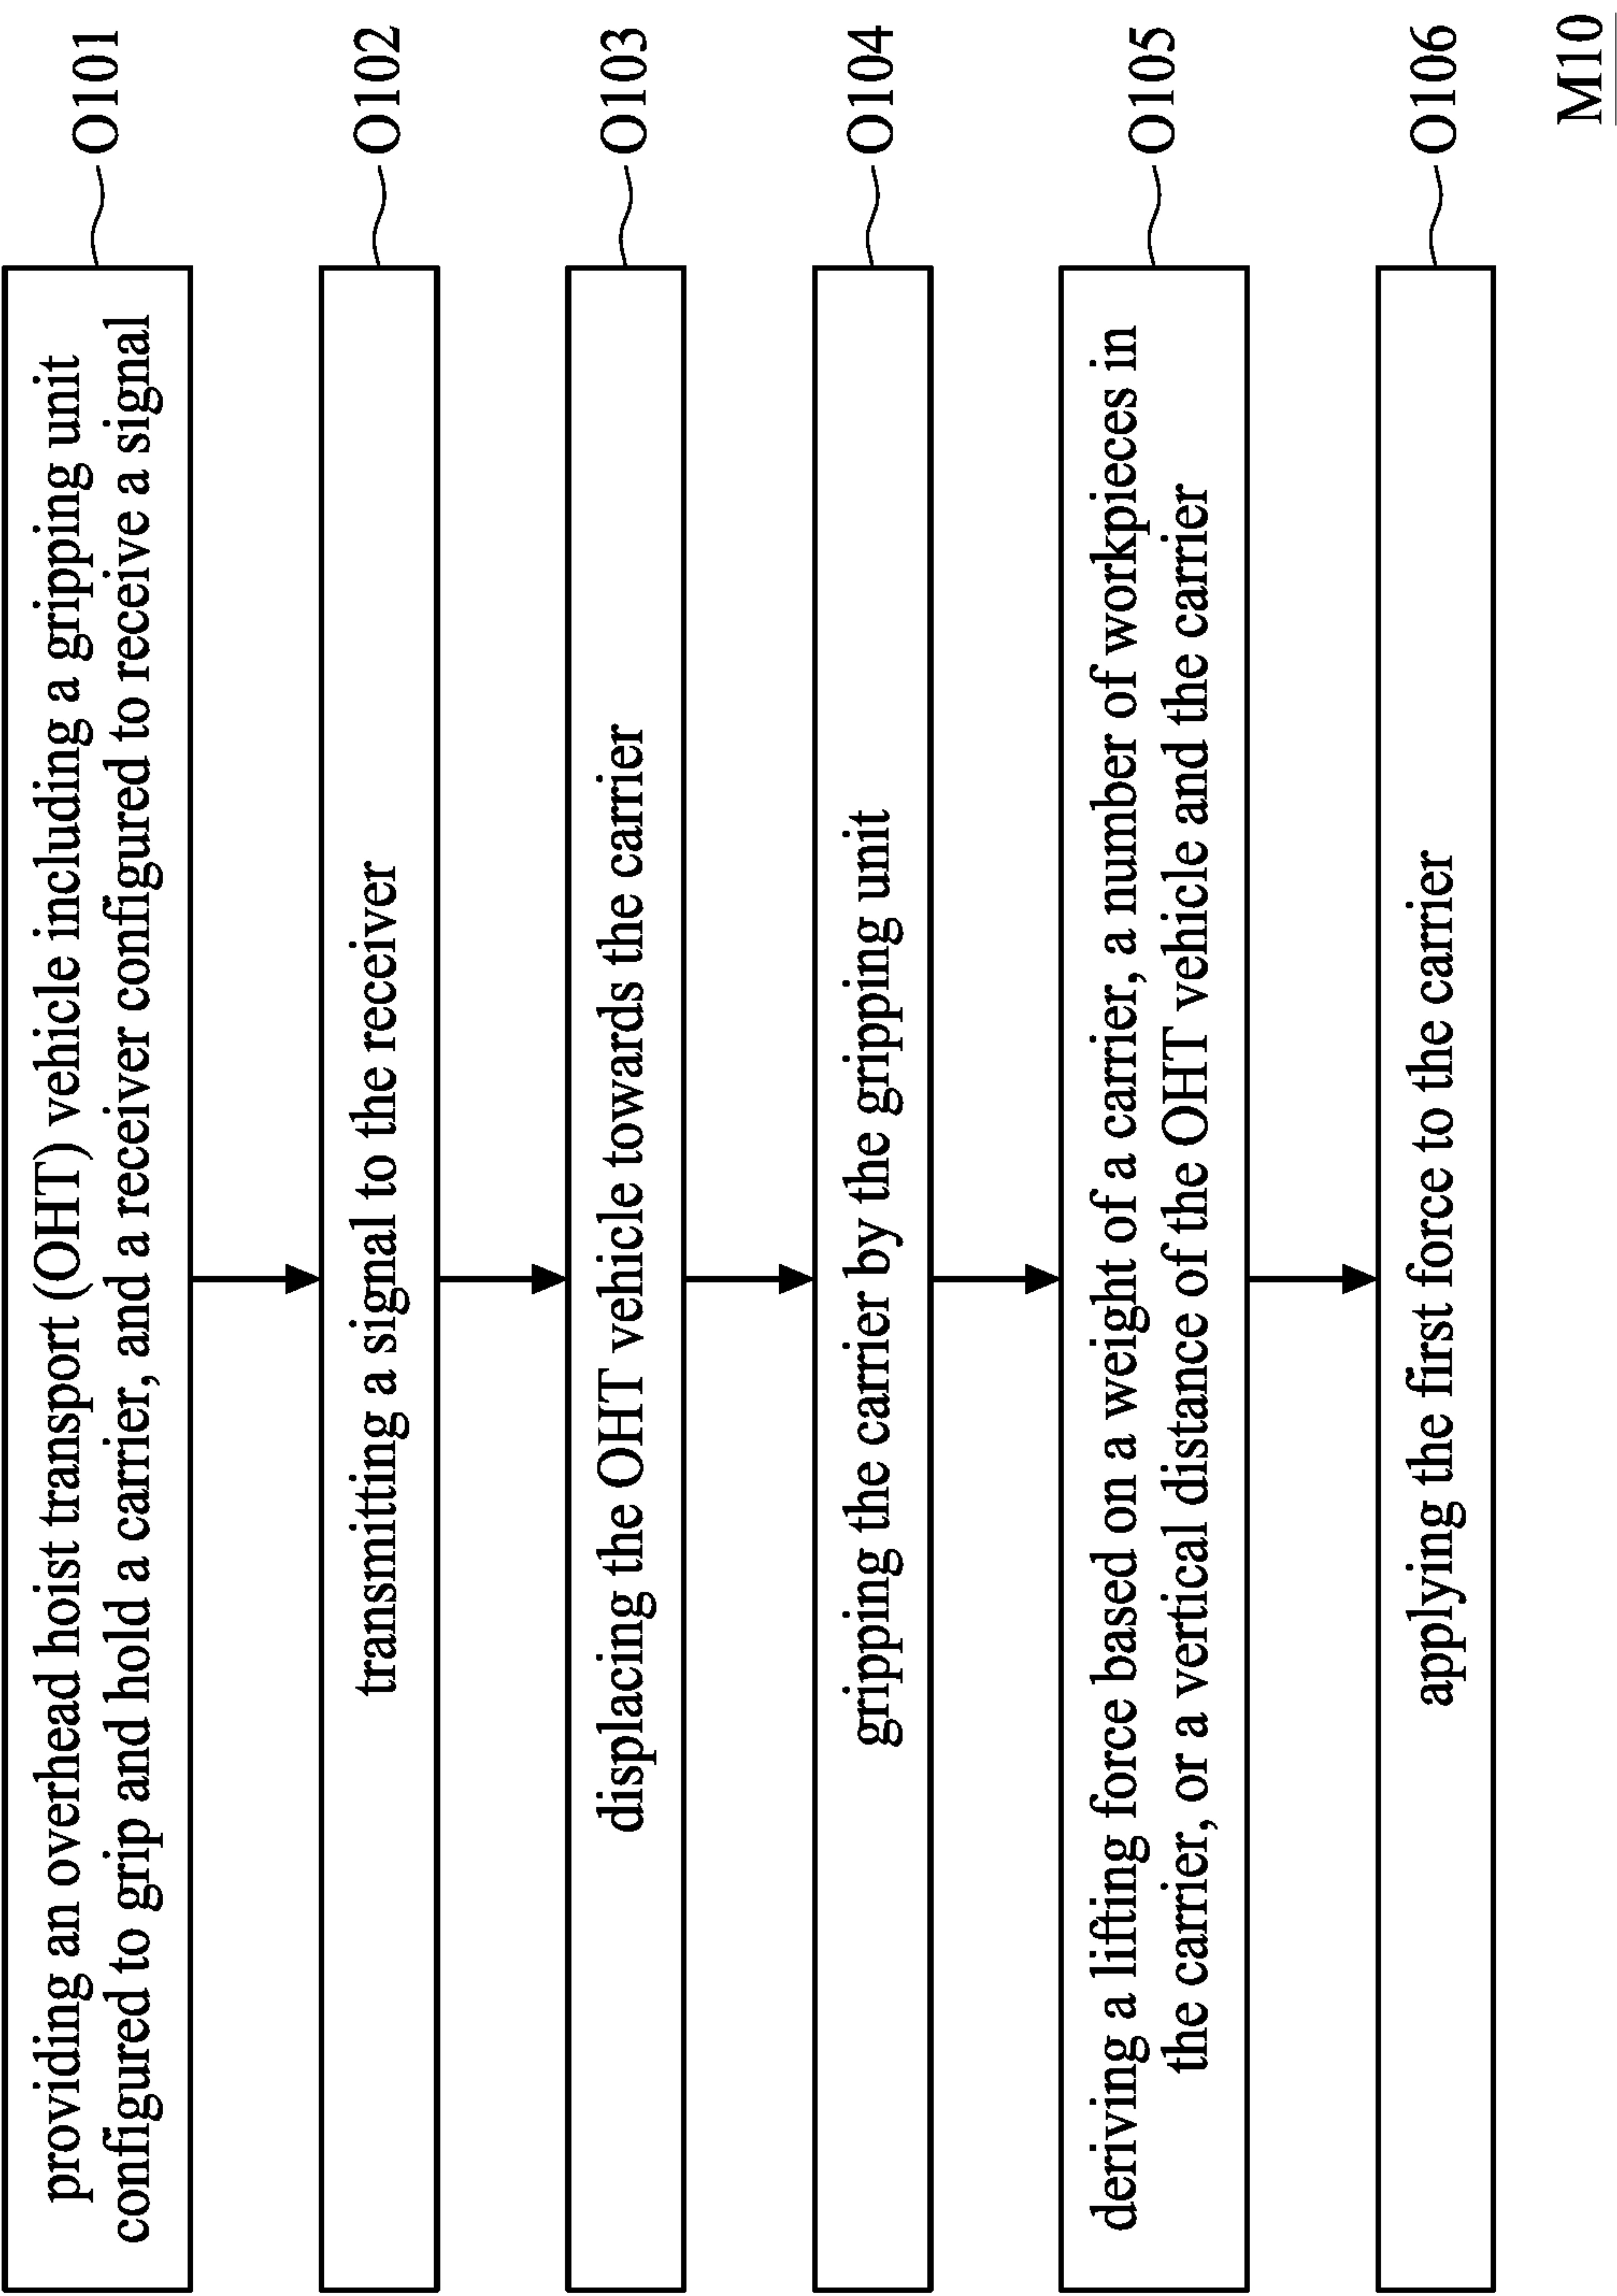 providing an overhead hoist transport (OHT) vehicle including a gripping unit
configured to grip and hold a carrier, and a receiver configured to receive a signal
O101
transmitting a signal to the receiver
O102
displacing the OHT vehicle towards the carrier
O103
gripping the carrier by the gripping unit
O104
deriving a lifting force based on a weight of a carrier, a number of workpieces in
the carrier, or a vertical distance of the OHT vehicle and the carrier
O105
applying the first force to the carrier
O106
M10